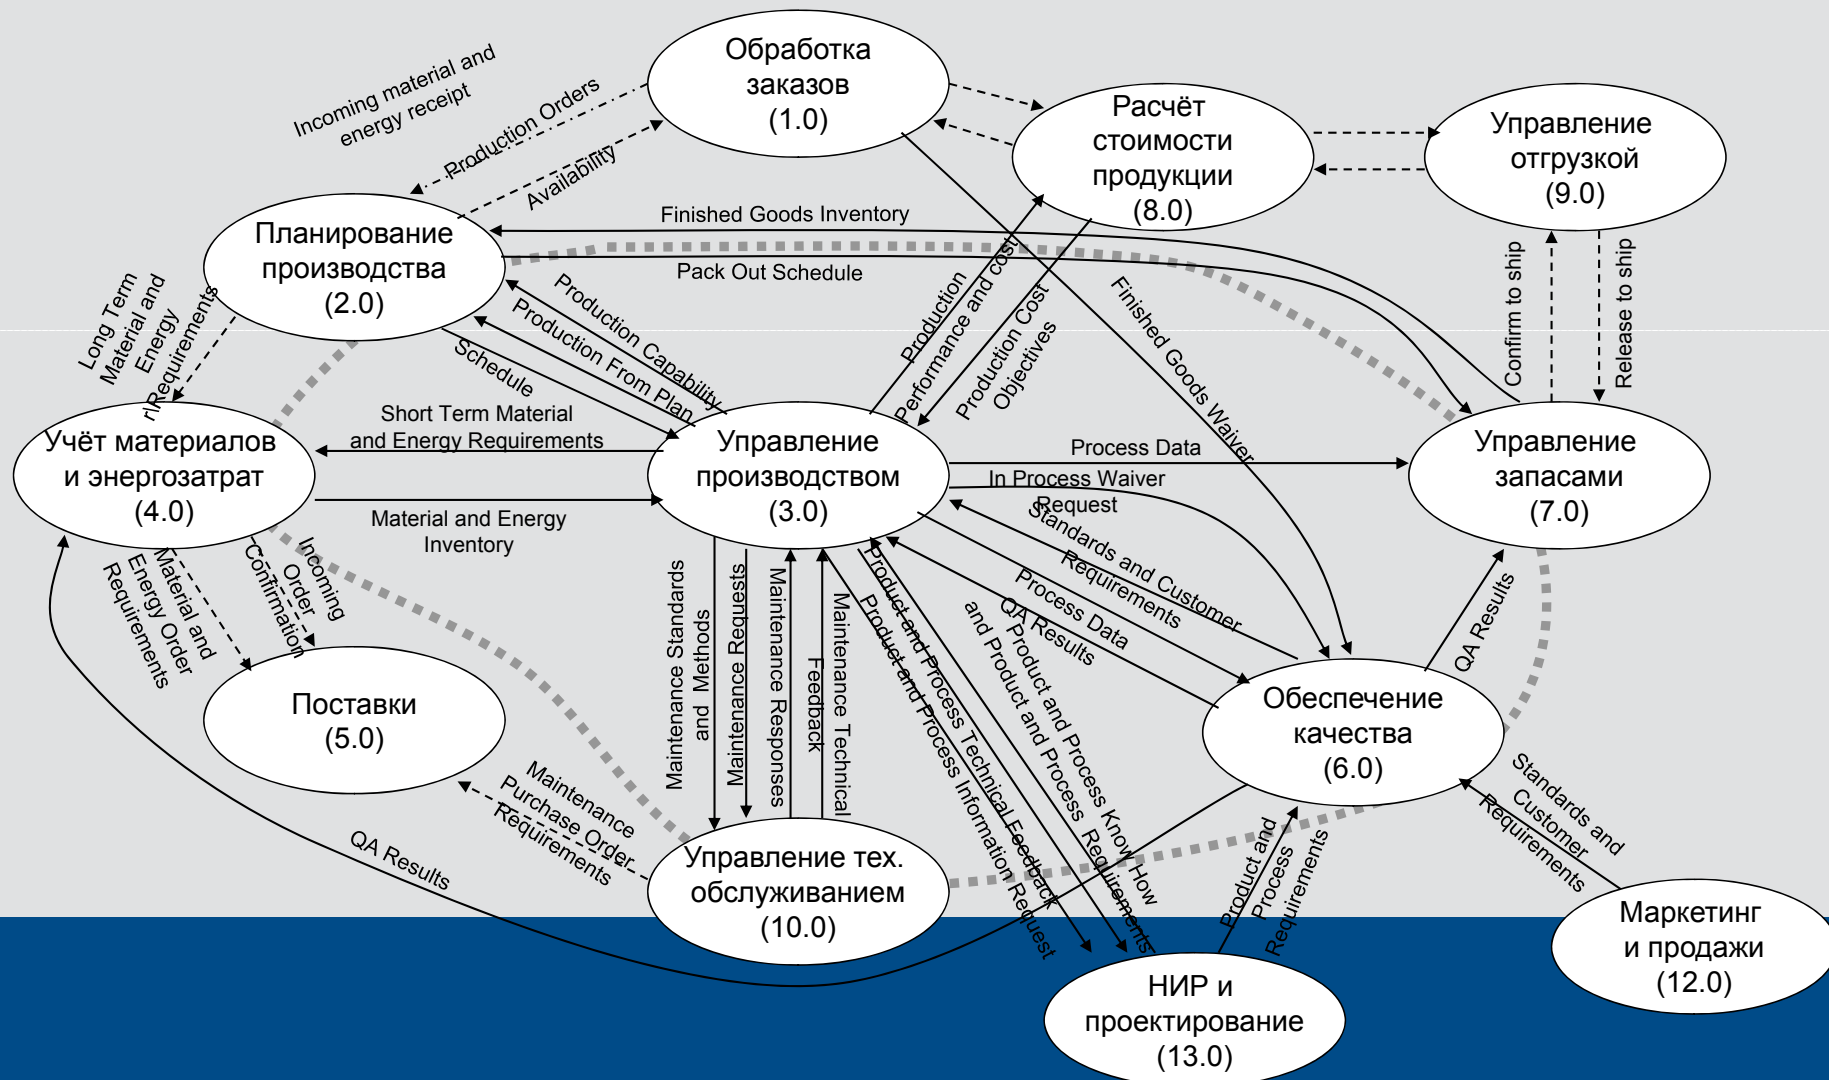 Обработка
заказов
(1.0)
Incoming material and
energy receipt
Production Orders
Availability
Расчёт
стоимости
продукции
(8.0)
Управление
отгрузкой
(9.0)
Планирование
производства
(2.0)
Finished Goods Inventory
Pack Out Schedule
Confirm to ship
Release to ship
Long Term
Material and
Energy
rlRequirements
Production Capability
Production From Plan
Schedule
Production
Performance and cost
Production Cost
Objectives
Finished Goods Waiver
Учёт материалов
и энергозатрат
(4.0)
Short Term Material
and Energy Requirements
Material and Energy
Inventory
Управление
производством
(3.0)
Process Data
In Process Waiver
Request
Управление
запасами
(7.0)
Standards and Customer
Requirements
Process Data
QA Results
QA Results
Material and
Energy Order
Requirements
Incoming
Order
Confirmation
Поставки
(5.0)
Maintenance Standards
and Methods
Maintenance Requests
Maintenance Responses
Maintenance Technical
Feedback
Product and Process Technical Feedback
Product and Process Information Request
Product and Process Know How
and Product and Process Requirements
Обеспечение
качества
(6.0)
Maintenance
Purchase Order
Requirements
QA Results
Управление тех.
обслуживанием
(10.0)
Product and
Process
Requirements
Standards and
Customer
Requirements
Маркетинг
и продажи
(12.0)
НИР и
проектирование
(13.0)